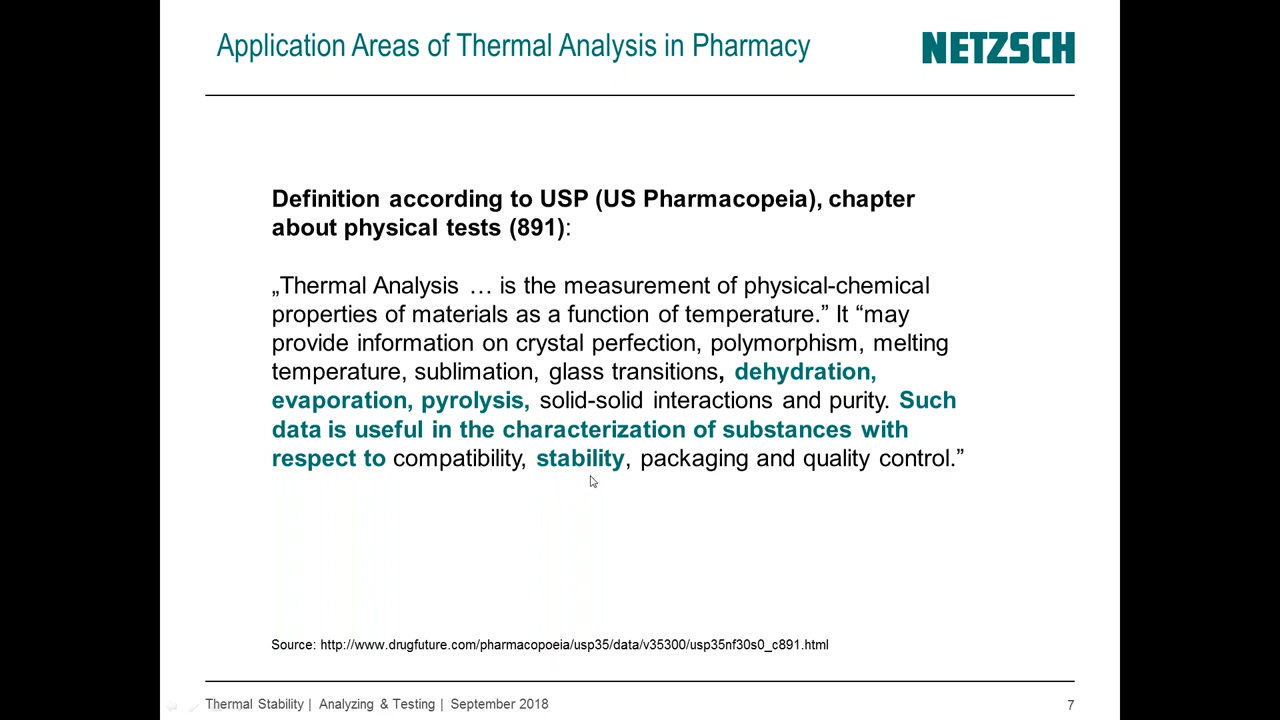 Application Areas of Thermal Analysis in Pharmacy
NETZSCH
Definition according to USP (US Pharmacopeia), chapter
about physical tests (891):
„Thermal Analysis … is the measurement of physical-chemical
properties of materials as a function of temperature.” It “may
provide information on crystal perfection, polymorphism, melting
temperature, sublimation, glass transitions, dehydration,
evaporation, pyrolysis, solid-solid interactions and purity. Such
data is useful in the characterization of substances with
respect to compatibility, stability, packaging and quality control.”
Source: http://www.drugfuture.com/pharmacopoeia/usp35/data/v35300/usp35nf30s0_c891.html
Thermal Stability | Analyzing & Testing | September 2018
7